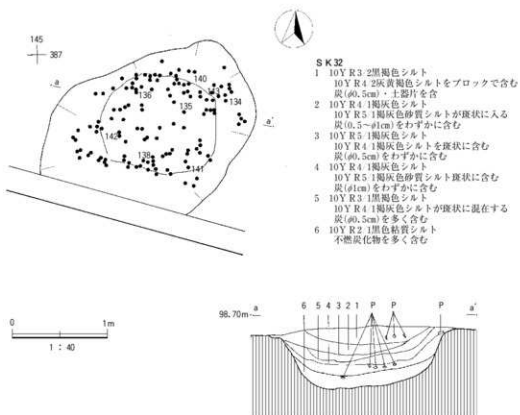 145
387
a
140
136
143
135
134
a'
142
138
141
SK32
1 10YR3/2黒褐色シルト
10YR4 2灰黄褐色シルトをブロックで含む
炭(φ0.5cm)・土器片を含
2 10YR4 1褐灰色シルト
10YR5 1褐灰色砂質シルトが斑状に入る
炭(0.5～φ1cm)をわずかに含む
3 10YR5 1褐灰色シルト
10YR4 1褐灰色シルトを斑状に含む
炭(φ0.5cm)をわずかに含む
4 10YR4 1褐灰色シルト
10YR5 1褐灰色砂質シルト斑状に含む
炭(φ1cm)をわずかに含む
5 10YR3 1黒褐色シルト
10YR4 1褐灰色シルトが斑状に混在する
炭(φ0.5cm)を多く含む
6 10YR2 1黒色粘質シルト
不燃炭化物を多く含む
98.70m a 6 5 4 3 2 1 P P P a'
0 1m
1 : 40